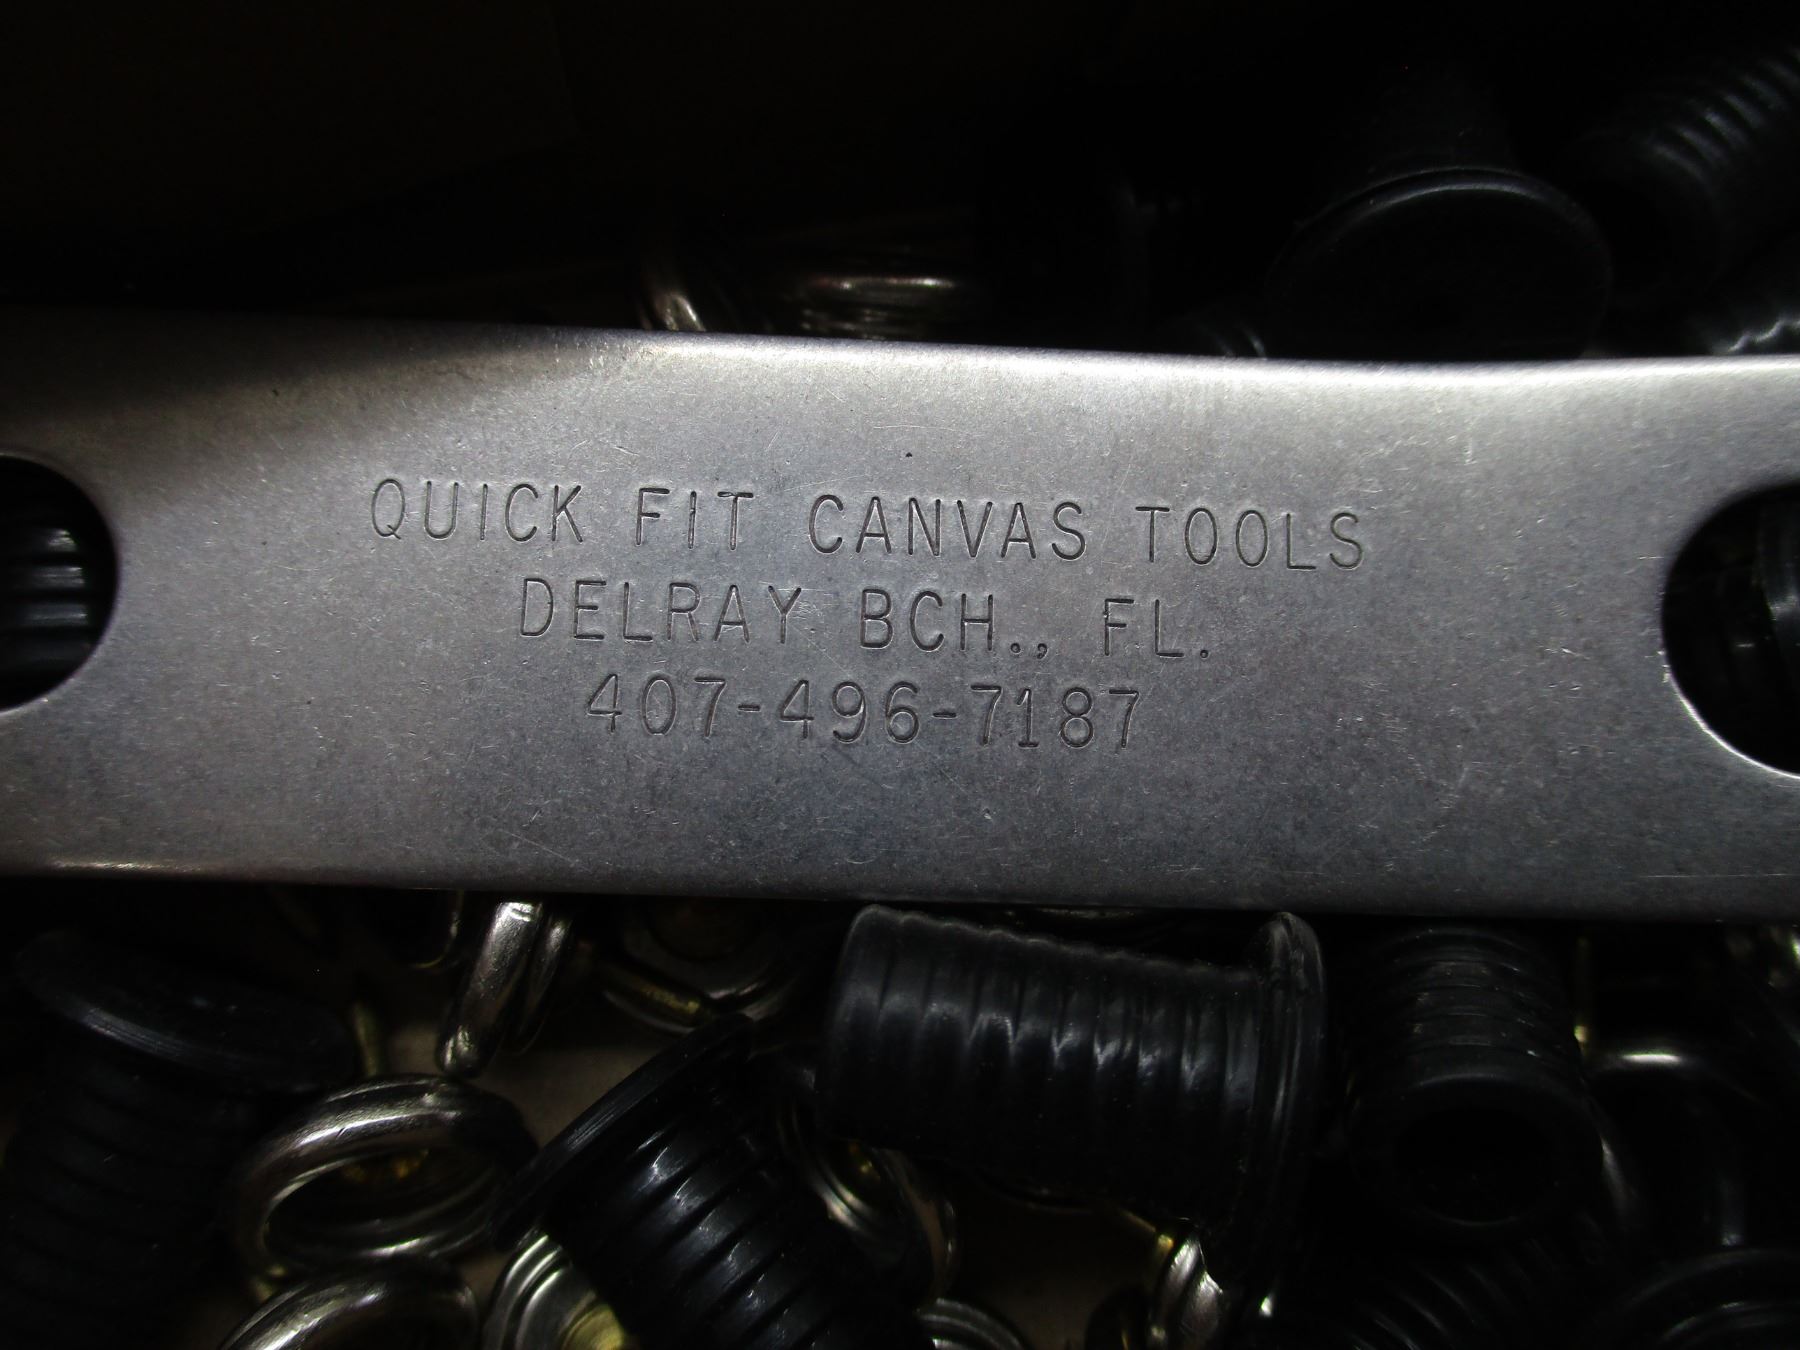 QUICK FIT CANVAS TOOLS
DELRAY BCH., FL.
407-496-7187